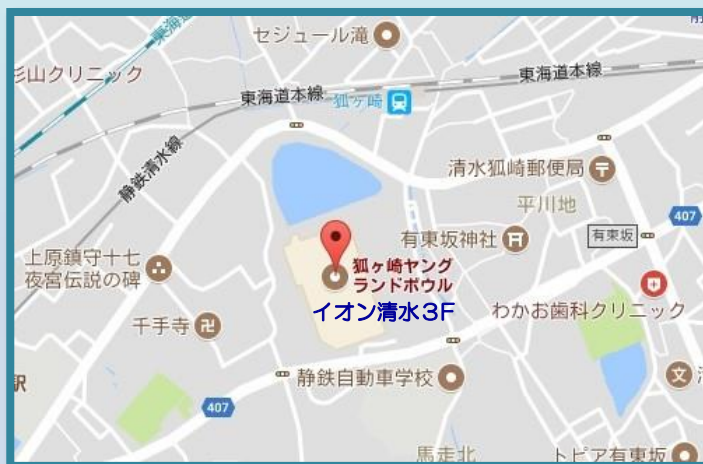 セジュール滝
東海道
杉山クリニック
東海道本線
東海道本線
狐ヶ崎
静鉄清水線
清水狐崎郵便局
平川地
407
有東坂
有東坂神社
上原鎮守十七
夜宮伝説の碑
狐ヶ崎ヤング
ランドボウル
イオン清水3F
わかお歯科クリニック
千手寺
駅
静鉄自動車学校
407
文
馬走北
トピア有東坂